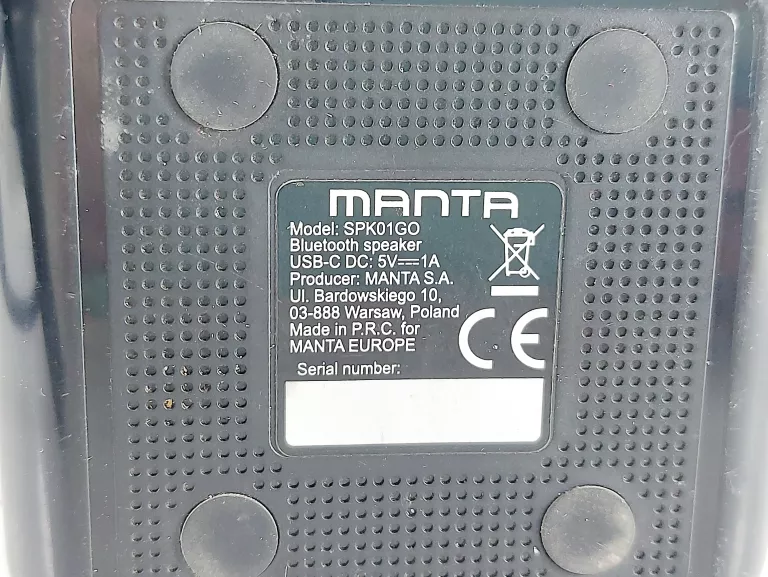 MANTA
Model: SPK01GO
Bluetooth speaker
USB-C DC: 5V⎓1A
Producer: MANTA S.A.
Ul. Bardowskiego 10,
03-888 Warsaw, Poland
Made in P.R.C. for
MANTA EUROPE
CE
Serial number: